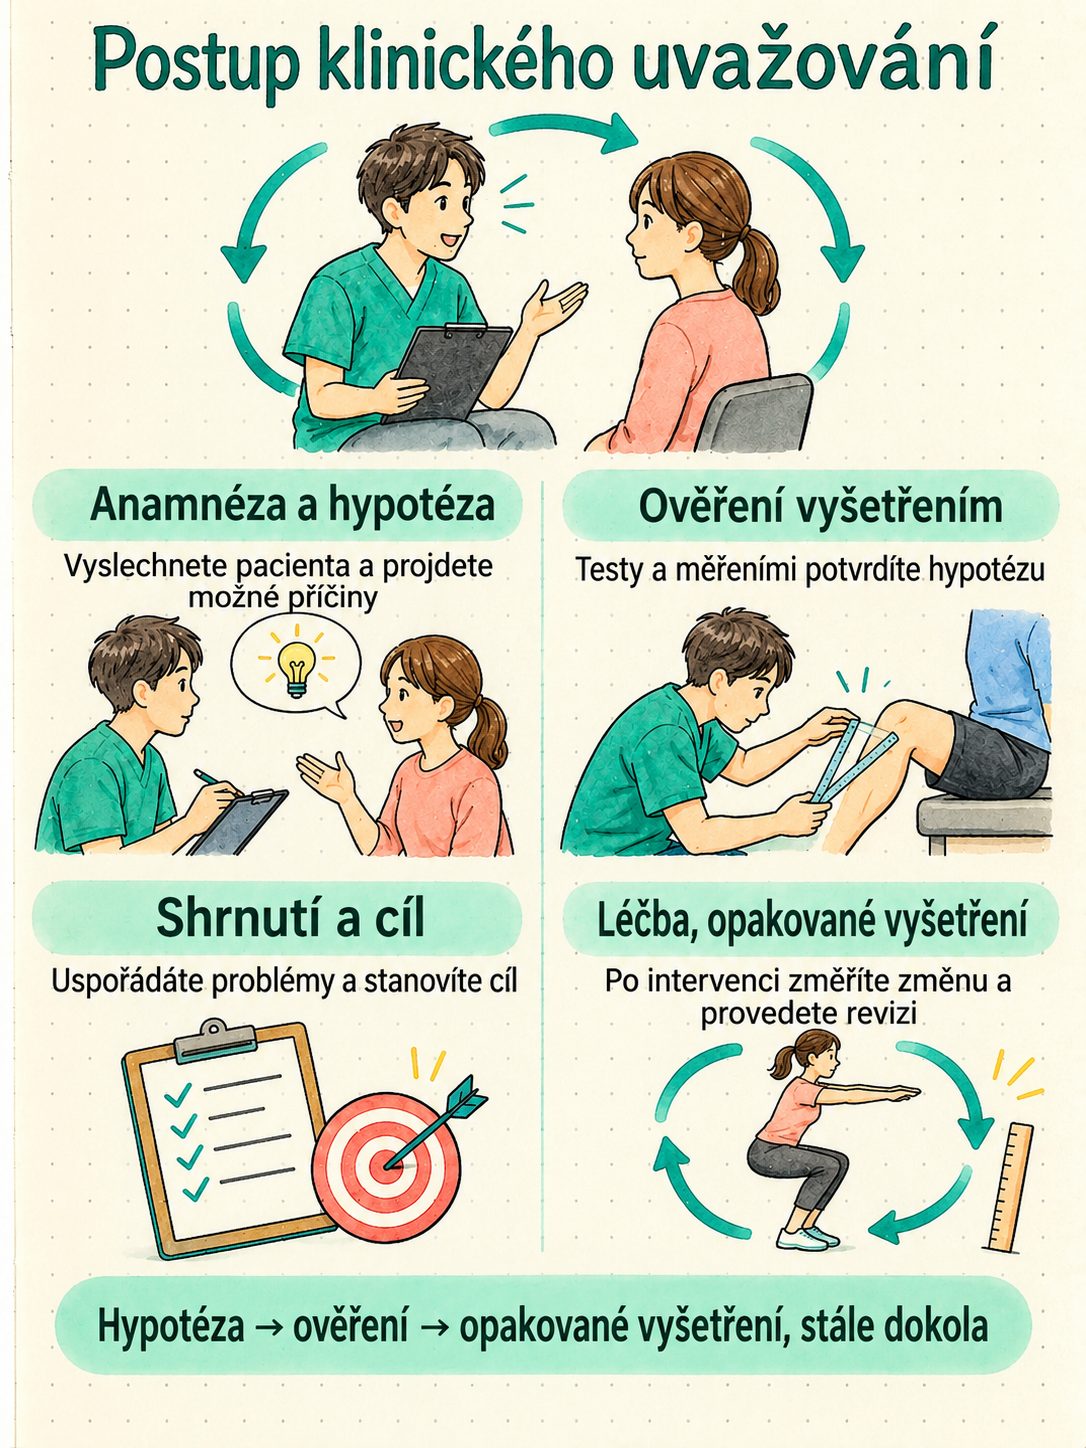 Postup klinického uvažování
Anamnéza a hypotéza
Vyslechnete pacienta a projdete
možné příčiny
Ověření vyšetřením
Testy a měřeními potvrdíte hypotézu
Shrnutí a cíl
Uspořádáte problémy a stanovíte cíl
Léčba, opakované vyšetření
Po intervenci změříte změnu a
provedete revizi
Hypotéza → ověření → opakované vyšetření, stále dokola